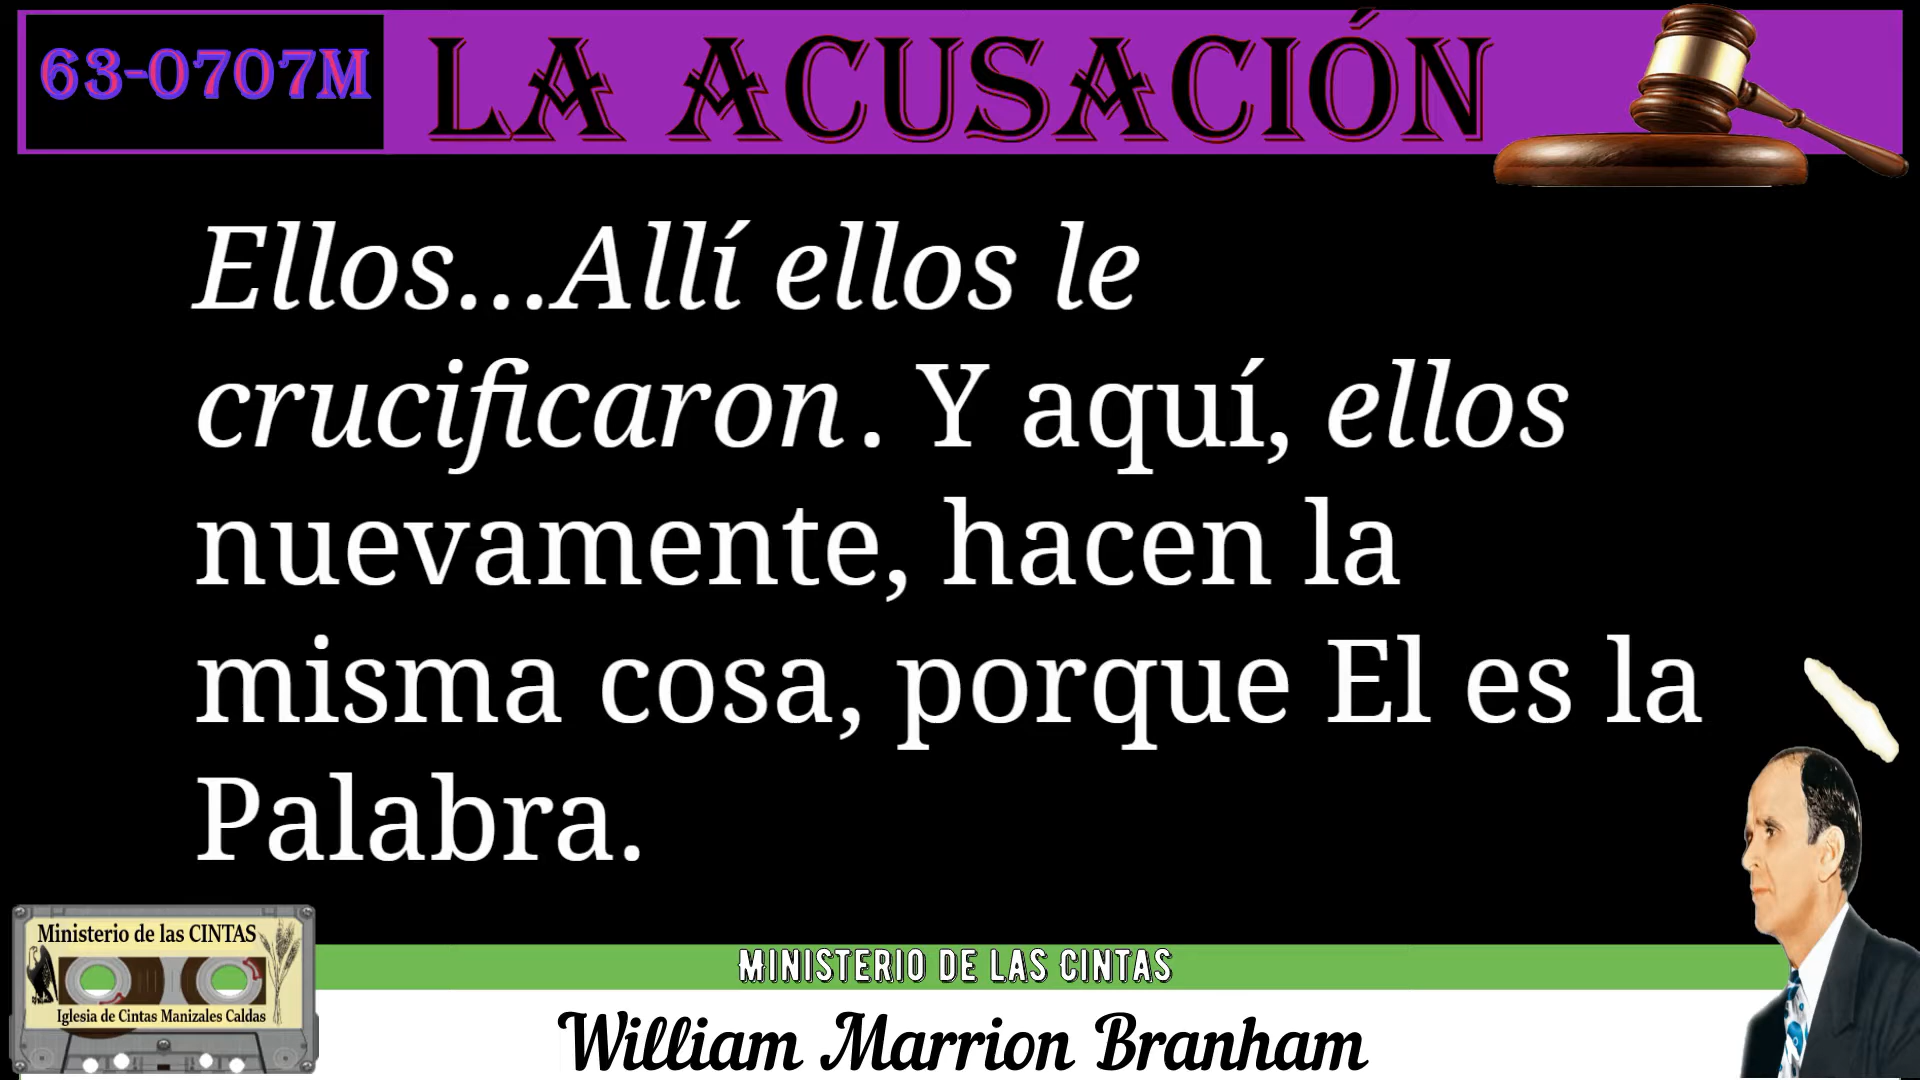 63-0707M
LA ACUSACIÓN
Ellos...Allí ellos le
crucificaron. Y aquí, ellos
nuevamente, hacen la
misma cosa, porque El es la
Palabra.
Ministerio de las CINTAS
Iglesia de Cintas Manizales Caldas
MINISTERIO DE LAS CINTAS
William Marrion Branham